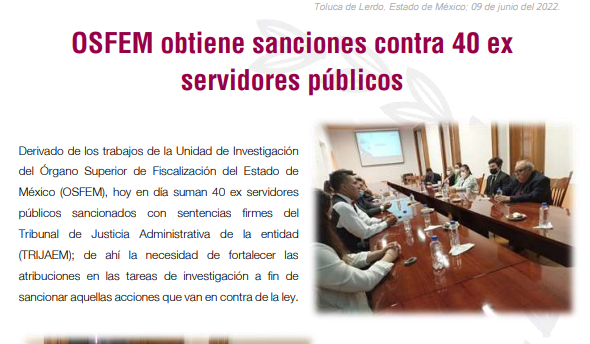 Toluca de Lerdo, Estado de México; 09 de junio del 2022.
OSFEM obtiene sanciones contra 40 ex
servidores públicos
Derivado de los trabajos de la Unidad de Investigación
del Órgano Superior de Fiscalización del Estado de
México (OSFEM), hoy en día suman 40 ex servidores
públicos sancionados con sentencias firmes del
Tribunal de Justicia Administrativa de la entidad
(TRIJAEM); de ahí la necesidad de fortalecer las
atribuciones en las tareas de investigación a fin de
sancionar aquellas acciones que van en contra de la ley.